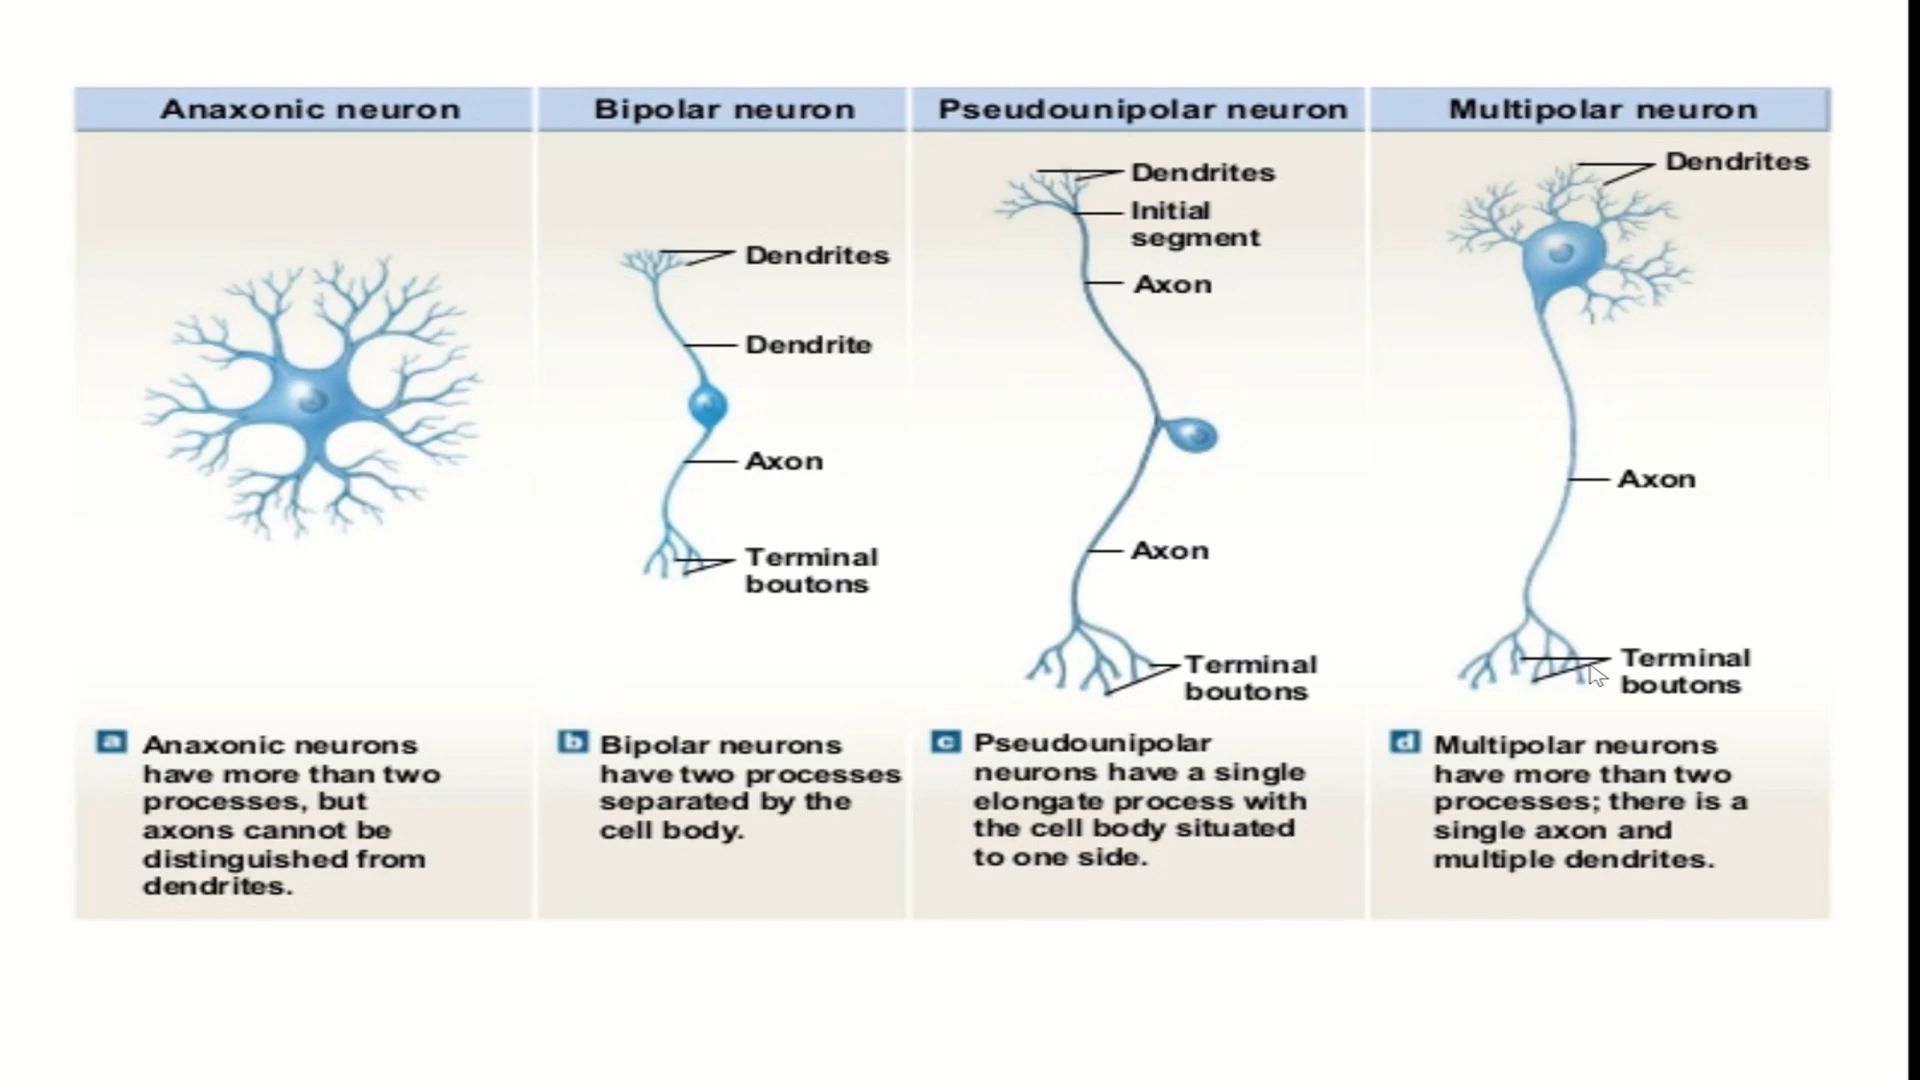 Anaxonic neuron
Bipolar neuron
Pseudounipolar neuron
Multipolar neuron
Dendrites
Dendrite
Axon
Terminal
boutons
Dendrites
Initial
segment
Axon
Axon
Terminal
boutons
Dendrites
Axon
Terminal
boutons
a Anaxonic neurons
have more than two
processes, but
axons cannot be
distinguished from
dendrites.
b Bipolar neurons
have two processes
separated by the
cell body.
c Pseudounipolar
neurons have a single
elongate process with
the cell body situated
to one side.
d Multipolar neurons
have more than two
processes; there is a
single axon and
multiple dendrites.